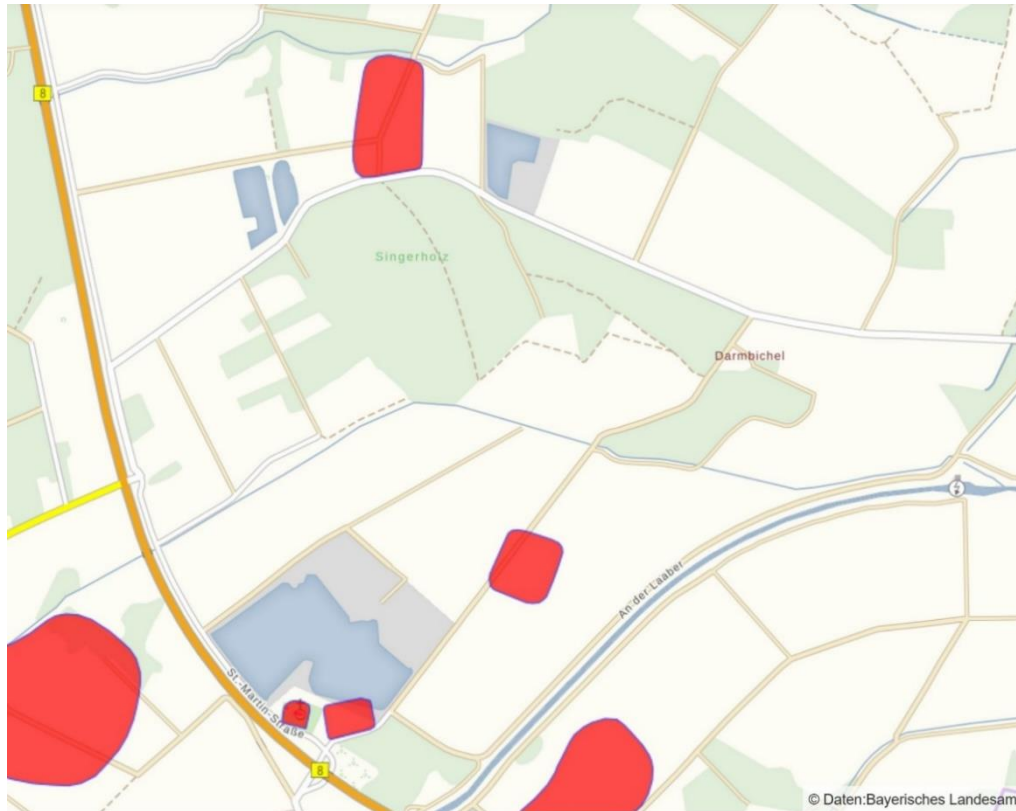 8
Singerholz
Darmbichel
An der Laaber
St.-Martin-Straße
8
© Daten:Bayerisches Landesam